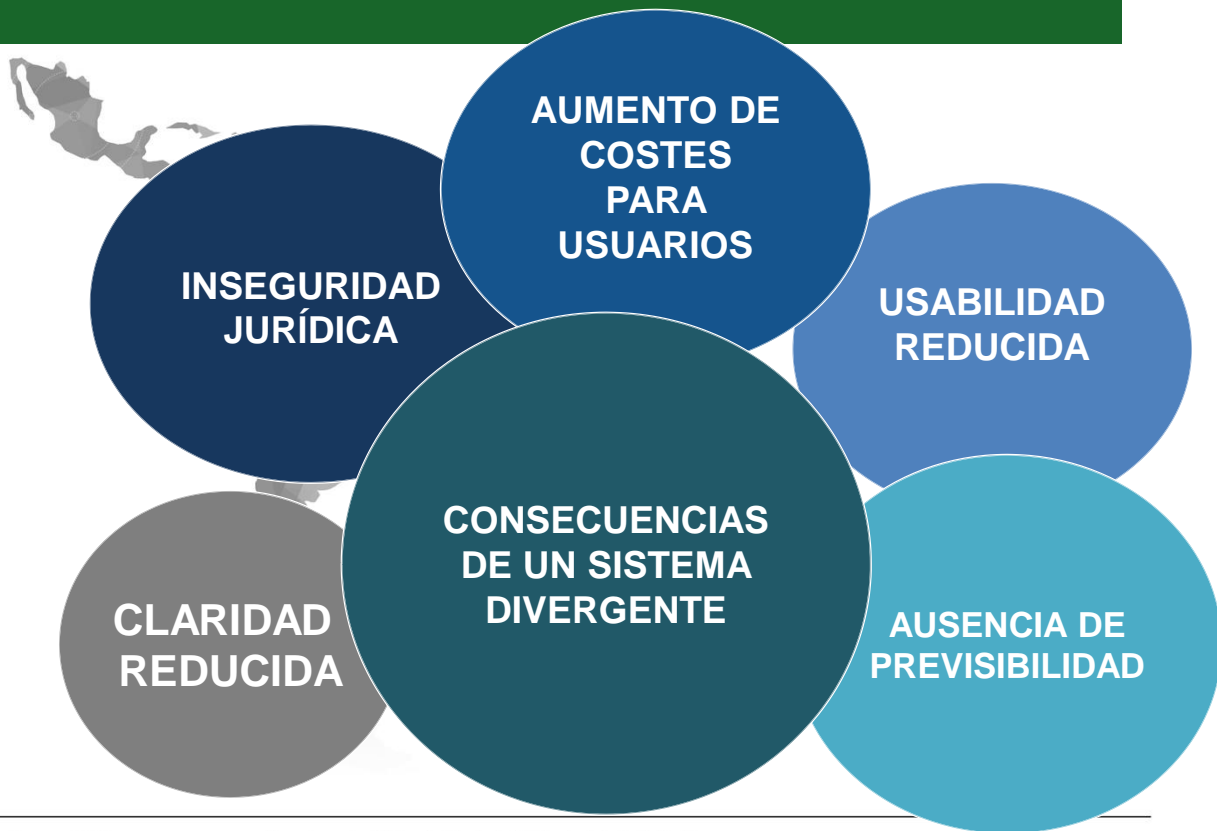 AUMENTO DE
COSTES
PARA
USUARIOS
INSEGURIDAD
JURÍDICA
USABILIDAD
REDUCIDA
CONSECUENCIAS
DE UN SISTEMA
DIVERGENTE
CLARIDAD
REDUCIDA
AUSENCIA DE
PREVISIBILIDAD